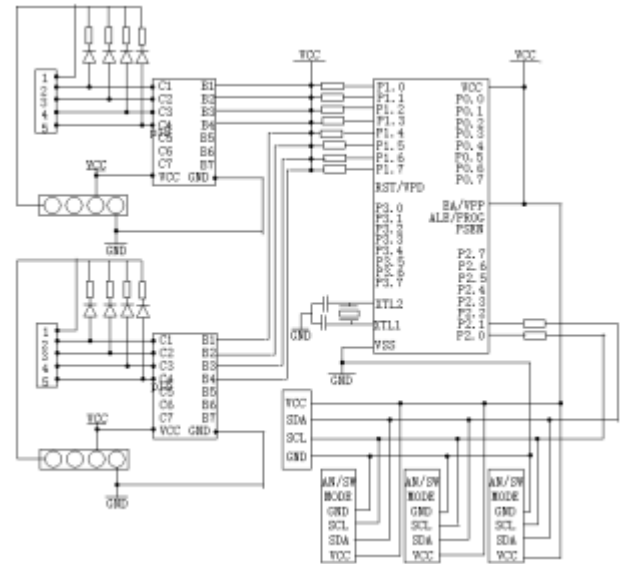 VCC
VCC
1
2
3
4
5
C1
C2
C3
C4
C5
C6
C7
VCC GND
B1
B2
B3
B4
B5
B6
B7
VCC
GND
P1.0
P1.1
P1.2
P1.3
P1.4
P1.5
P1.6
P1.7
RST/VPD
P3.0
P3.1
P3.2
P3.3
P3.4
P3.5
P3.6
P3.7
XTL2
XTL1
VSS
VCC
P0.0
P0.1
P0.2
P0.3
P0.4
P0.5
P0.6
P0.7
EA/VPP
ALE/PROG
PSEN
P2.7
P2.6
P2.5
P2.4
P2.3
P2.2
P2.1
P2.0
GND
GND
1
2
3
4
5
C1
C2
C3
C4
C5
C6
C7
VCC GND
B1
B2
B3
B4
B5
B6
B7
VCC
GND
VCC
SDA
SCL
GND
AN/SW
MODE
GND
SCL
SDA
VCC
AN/SW
MODE
GND
SCL
SDA
VCC
AN/SW
MODE
GND
SCL
SDA
VCC